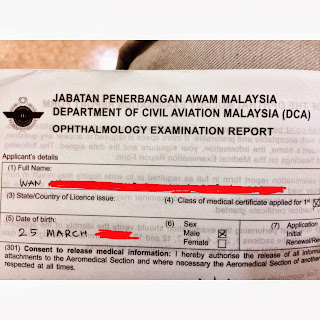 JABATAN PENERBANGAN AWAM MALAYSIA
DEPARTMENT OF CIVIL AVIATION MALAYSIA (DCA)
OPHTHALMOLOGY EXAMINATION REPORT
Applicant's details
(1) Full Name:
WAN
(3) State/Country of Licence issue: (4) Class of medical certificate applied for 1st
(5) Date of birth: (6) Sex (7) Application
25 MARCH Male ☒ Initial
Female ☐ Renewal/Re
(301) Consent to release medical information: I hereby authorise the release of all
attachments to the Aeromedical Section and where necessary the Aeromedical Section of another
respected at all times.